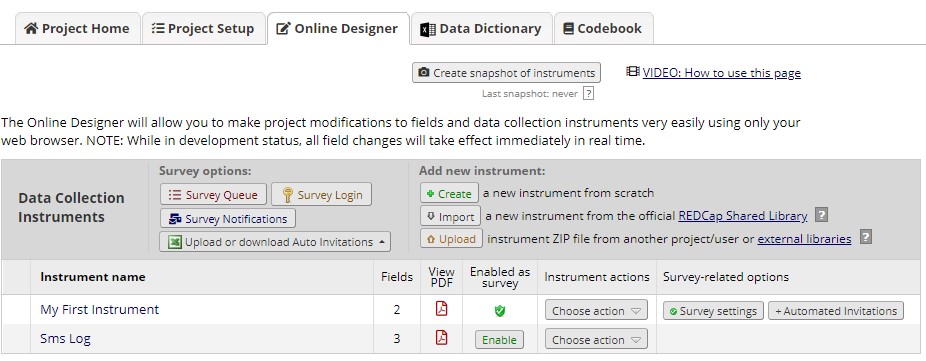 Project Home Project Setup Online Designer Data Dictionary Codebook
Create snapshot of instruments VIDEO: How to use this page
Last snapshot: never ?
The Online Designer will allow you to make project modifications to fields and data collection instruments very easily using only your
web browser. NOTE: While in development status, all field changes will take effect immediately in real time.
Data Collection
Instruments
Survey options:
Survey Queue Survey Login
Survey Notifications
Upload or download Auto Invitations
Add new instrument:
Create a new instrument from scratch
Import a new instrument from the official REDCap Shared Library ?
Upload instrument ZIP file from another project/user or external libraries ?
Instrument name Fields View PDF Enabled as survey Instrument actions Survey-related options
My First Instrument 2 Choose action Survey settings + Automated Invitations
Sms Log 3 Enable Choose action